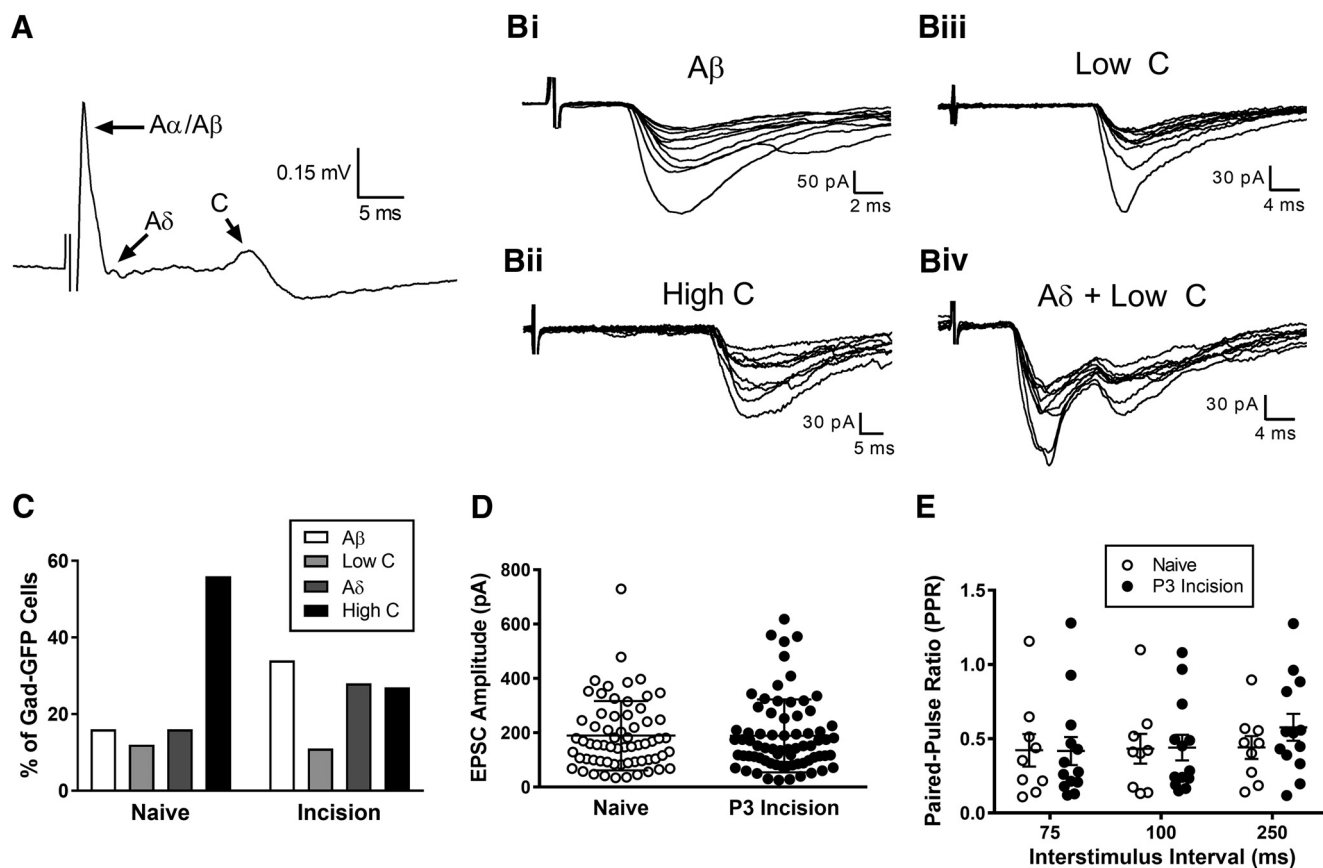 A
Aα/Aβ
Aδ
C
0.15 mV
5 ms
Bi
Aβ
50 pA
2 ms
Bii
High C
30 pA
5 ms
Biii
Low C
30 pA
4 ms
Biv
Aδ + Low C
30 pA
4 ms
C
Aβ
Low C
Aδ
High C
% of Gad-GFP Cells
60
40
20
0
Naive
Incision
D
EPSC Amplitude (pA)
800
600
400
200
0
Naive
P3 Incision
E
Naive
P3 Incision
Paired-Pulse Ratio (PPR)
1.5
1.0
0.5
0.0
75
100
250
Interstimulus Interval (ms)